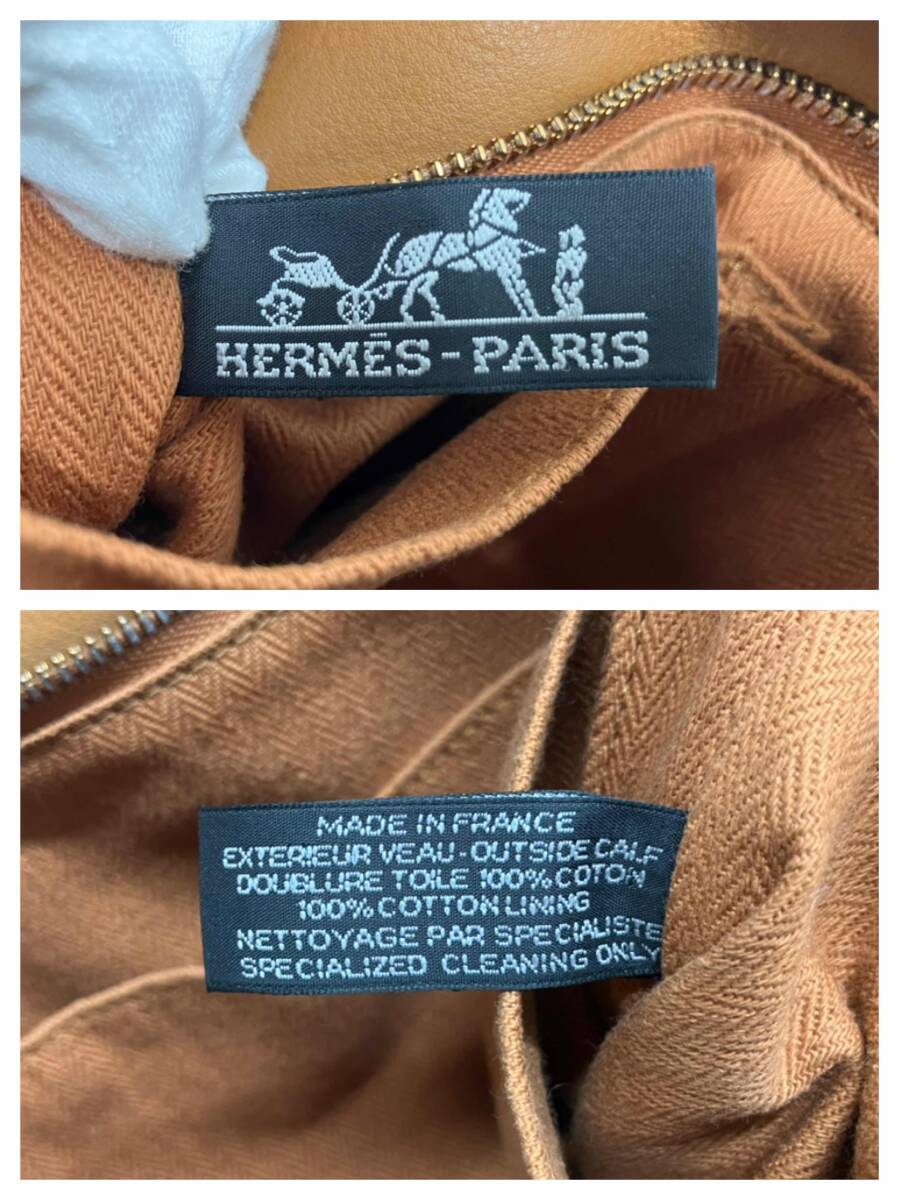 HERMĒS-PARIS
MADE IN FRANCE
EXTERIEUR VEAU-OUTSIDE CALF
DOUBLURE TOILE 100% COTON
100% COTTON LINING
NETTOYAGE PAR SPECIALISTE
SPECIALIZED CLEANING ONLY